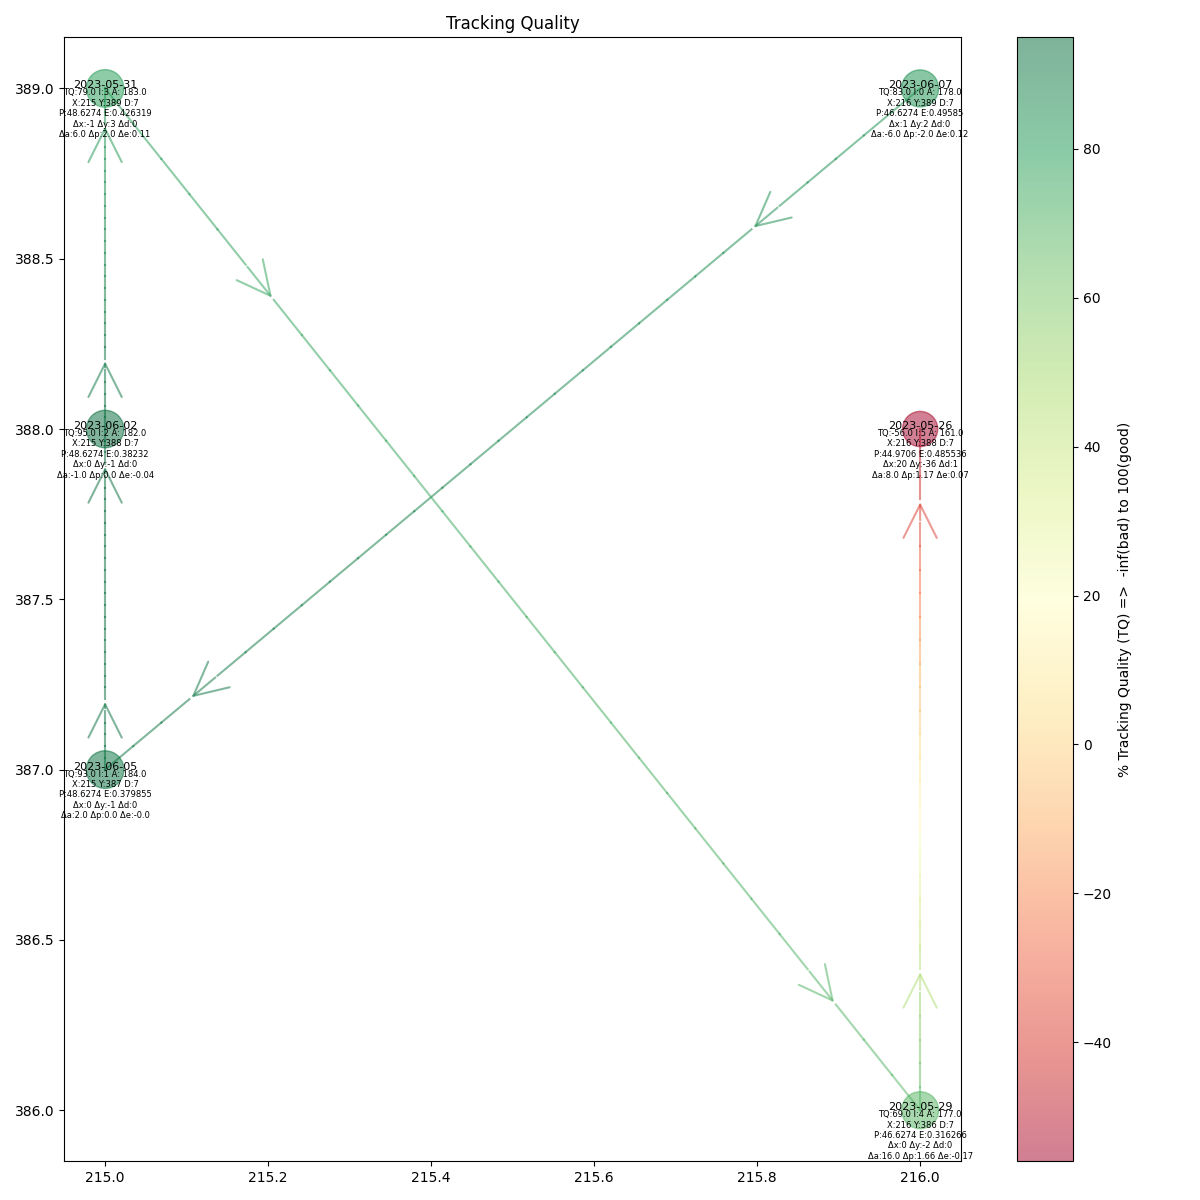 Tracking Quality
2023-05-31
TQ:79.0 I:3 A: 183.0
X:215 Y:389 D:7
P:48.6274 E:0.426319
Δx:-1 Δy:3 Δd:0
Δa:6.0 Δp:2.0 Δe:0.11
2023-06-07
TQ:83.0 I:0 A: 178.0
X:216 Y:389 D:7
P:46.6274 E:0.49585
Δx:1 Δy:2 Δd:0
Δa:-6.0 Δp:-2.0 Δe:0.12
2023-06-02
TQ:95.0 I:2 A: 182.0
X:215 Y:388 D:7
P:48.6274 E:0.38232
Δx:0 Δy:-1 Δd:0
Δa:-1.0 Δp:0.0 Δe:-0.04
2023-05-26
TQ:-56.0 I:5 A: 161.0
X:216 Y:388 D:7
P:44.9706 E:0.485536
Δx:20 Δy:-36 Δd:1
Δa:8.0 Δp:1.17 Δe:0.07
2023-06-05
TQ:93.0 I:1 A: 184.0
X:215 Y:387 D:7
P:48.6274 E:0.379855
Δx:0 Δy:-1 Δd:0
Δa:2.0 Δp:0.0 Δe:-0.0
2023-05-29
TQ:69.0 I:4 A: 177.0
X:216 Y:386 D:7
P:46.6274 E:0.316266
Δx:0 Δy:-2 Δd:0
Δa:16.0 Δp:1.66 Δe:-0.17
389.0
388.5
388.0
387.5
387.0
386.5
386.0
215.0
215.2
215.4
215.6
215.8
216.0
80
60
40
20
0
−20
−40
% Tracking Quality (TQ) => -inf(bad) to 100(good)